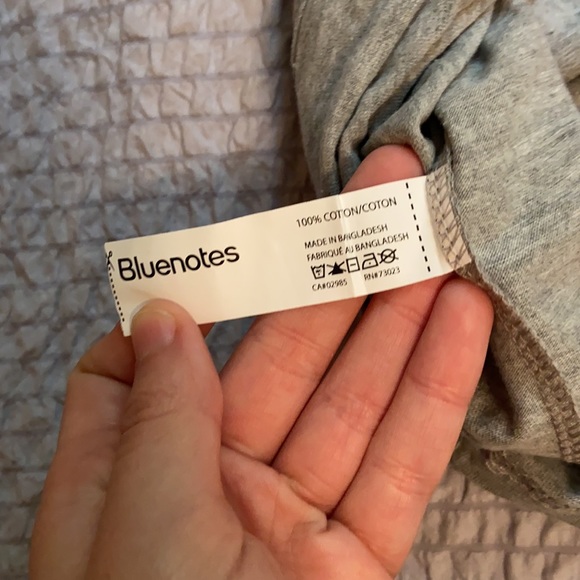 Bluenotes
100% COTTON/COTON
MADE IN BANGLADESH
FABRIQUÉ AU BANGLADESH
CA#02985 RN#73023